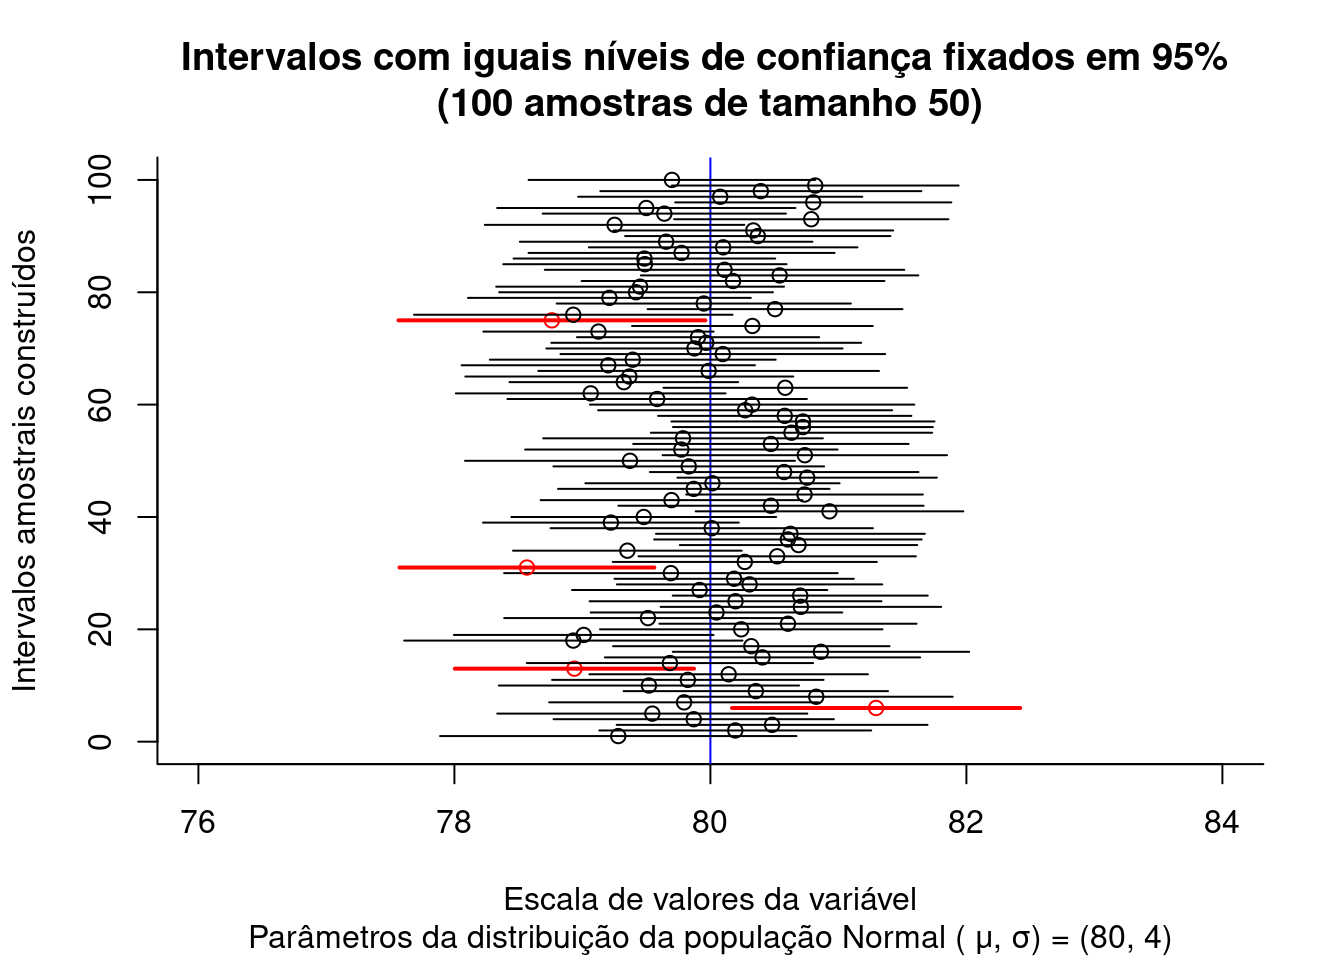 Intervalos com iguais níveis de confiança fixados em 95%
(100 amostras de tamanho 50)
Intervalos amostrais construídos
100
80
60
40
20
0
76 78 80 82 84
Escala de valores da variável
Parâmetros da distribuição da população Normal ( μ, σ) = (80, 4)